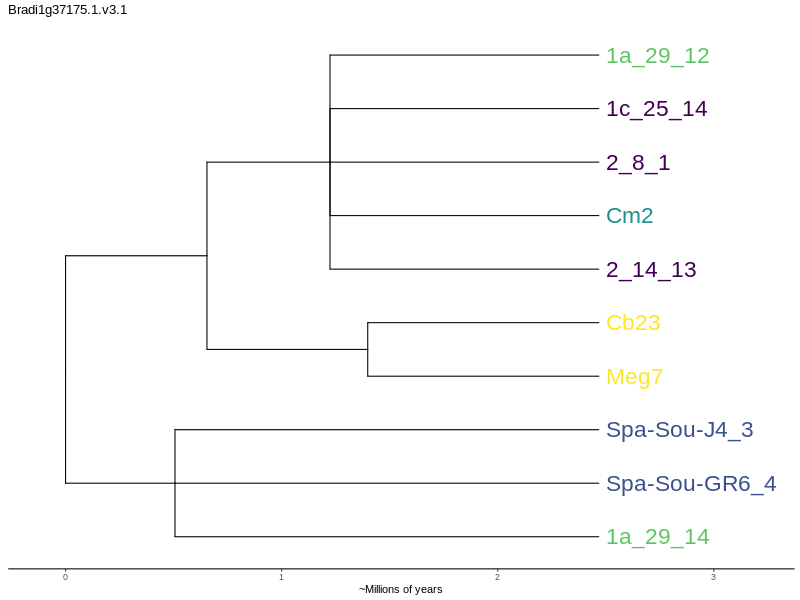 Bradi1g37175.1.v3.1
1a_29_12
1c_25_14
2_8_1
Cm2
2_14_13
Cb23
Meg7
Spa-Sou-J4_3
Spa-Sou-GR6_4
1a_29_14
0 1 2 3
~Millions of years